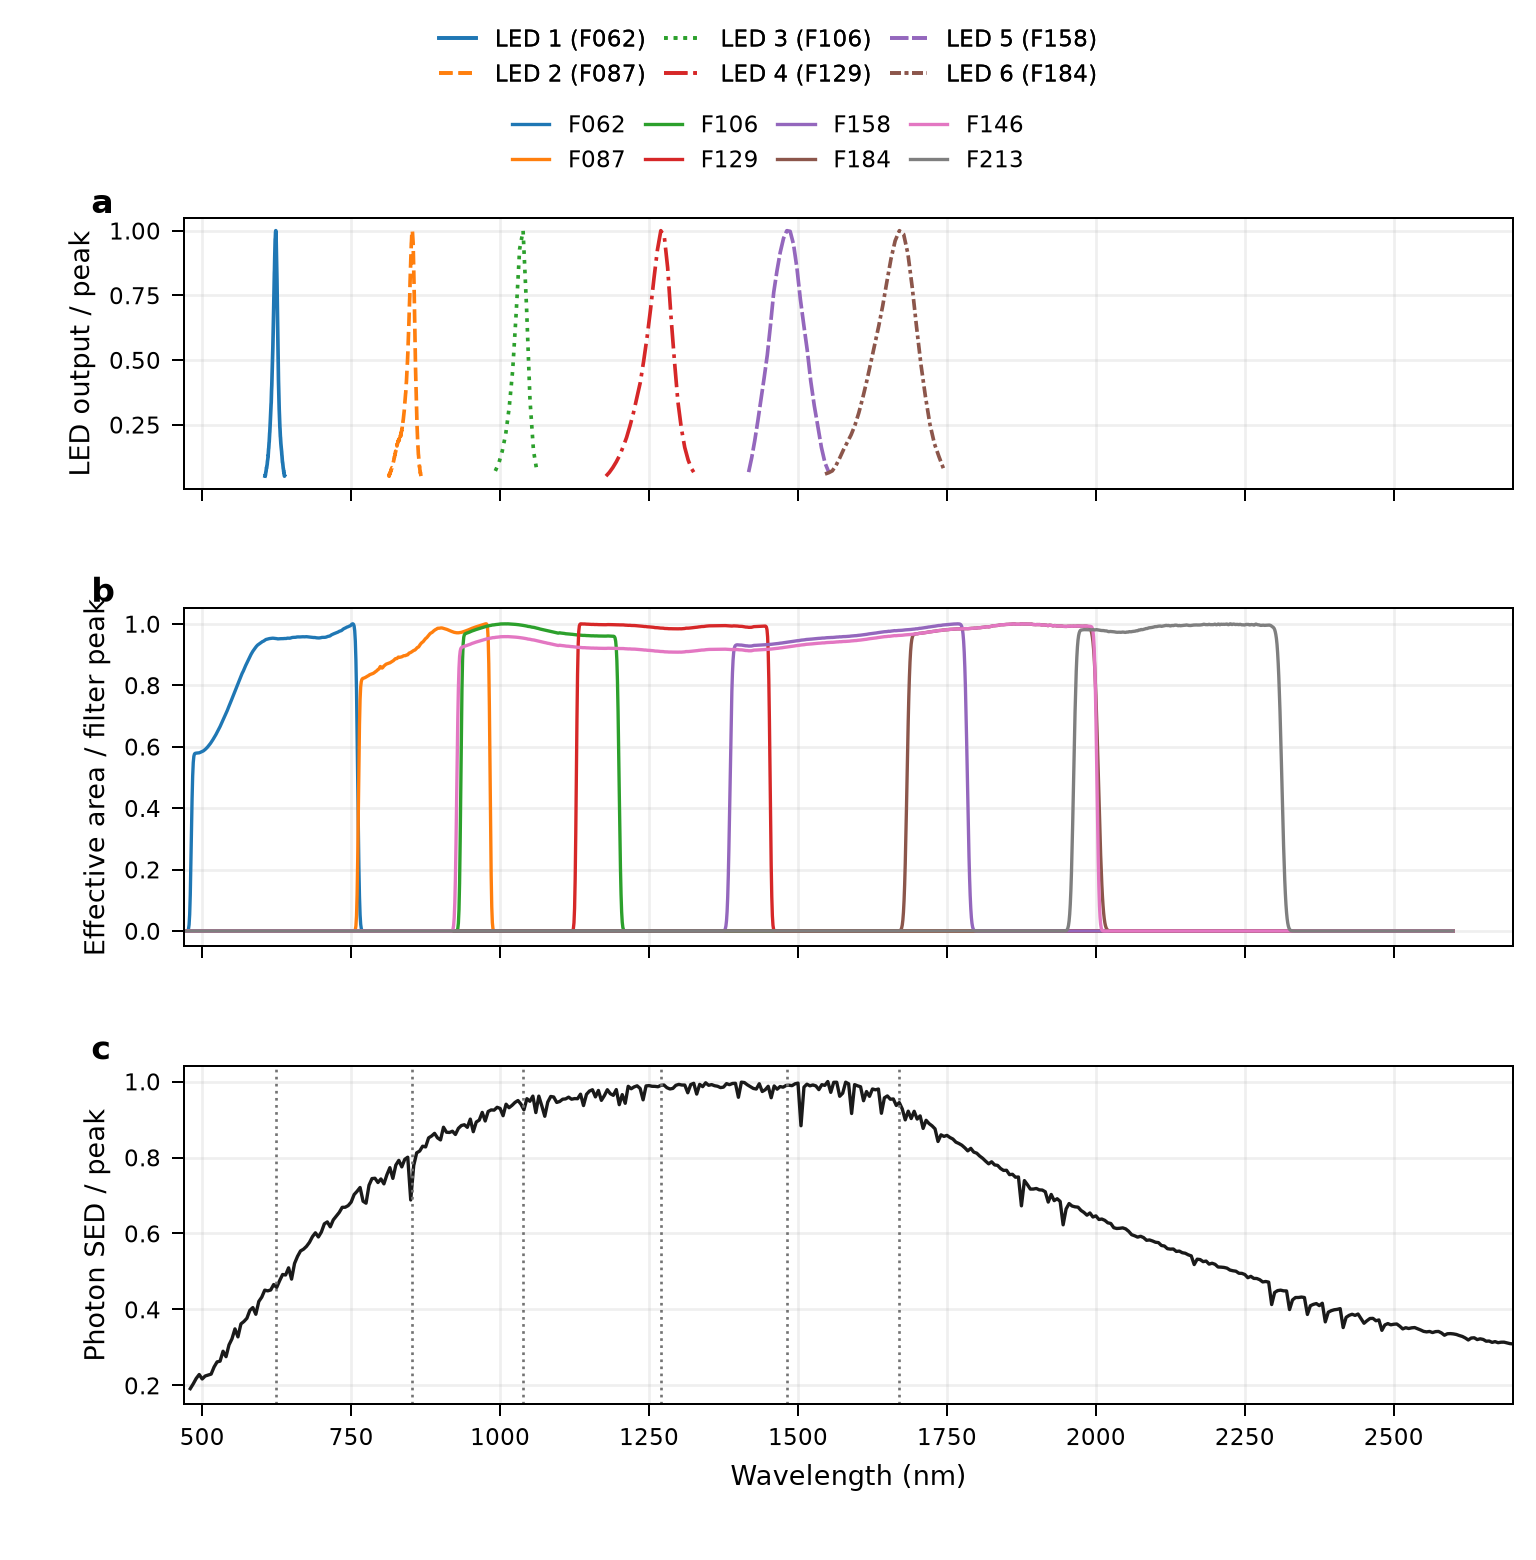 LED 1 (F062) LED 3 (F106) LED 5 (F158)
LED 2 (F087) LED 4 (F129) LED 6 (F184)
F062 F106 F158 F146
F087 F129 F184 F213
a
LED output / peak
1.00
0.75
0.50
0.25
b
Effective area / filter peak
1.0
0.8
0.6
0.4
0.2
0.0
c
Photon SED / peak
1.0
0.8
0.6
0.4
0.2
500 750 1000 1250 1500 1750 2000 2250 2500
Wavelength (nm)